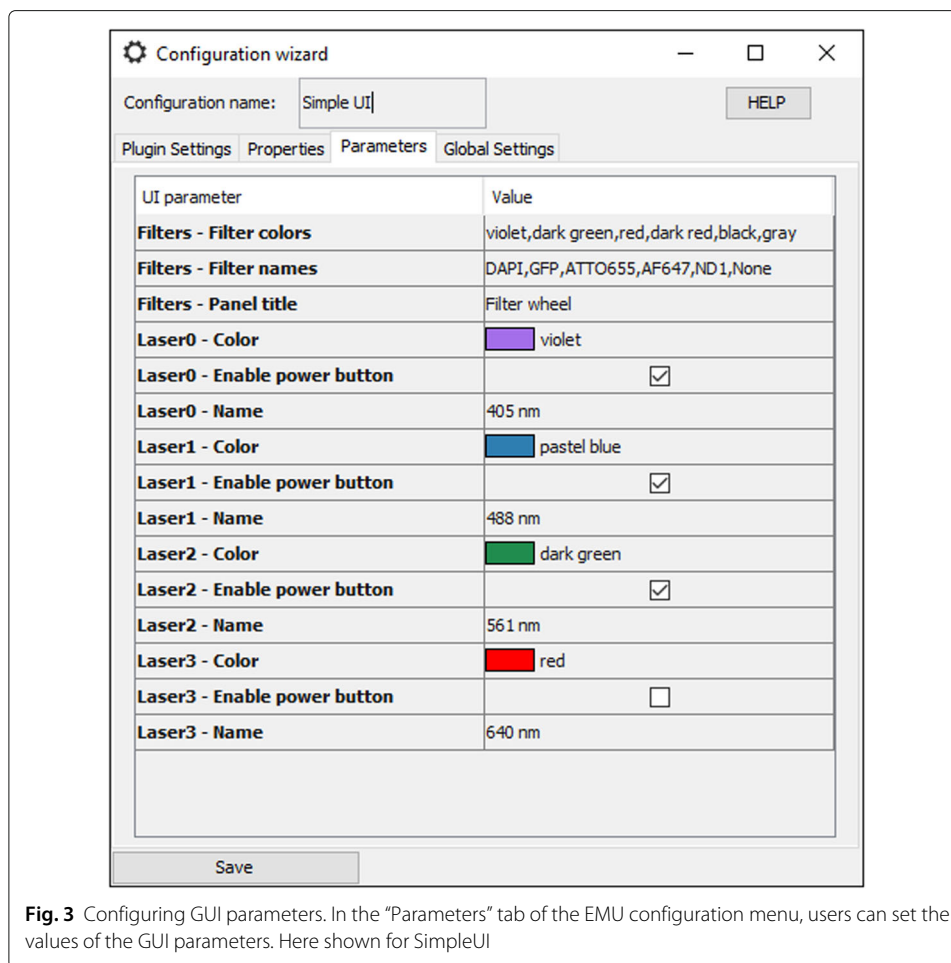 Configuration wizard
Configuration name: Simple UI HELP
Plugin Settings Properties Parameters Global Settings
UI parameter Value
Filters - Filter colors violet,dark green,red,dark red,black,gray
Filters - Filter names DAPI,GFP,ATTO655,AF647,ND1,None
Filters - Panel title Filter wheel
Laser0 - Color violet
Laser0 - Enable power button
Laser0 - Name 405 nm
Laser1 - Color pastel blue
Laser1 - Enable power button
Laser1 - Name 488 nm
Laser2 - Color dark green
Laser2 - Enable power button
Laser2 - Name 561 nm
Laser3 - Color red
Laser3 - Enable power button
Laser3 - Name 640 nm
Save
Fig. 3 Configuring GUI parameters. In the “Parameters” tab of the EMU configuration menu, users can set the
values of the GUI parameters. Here shown for SimpleUI